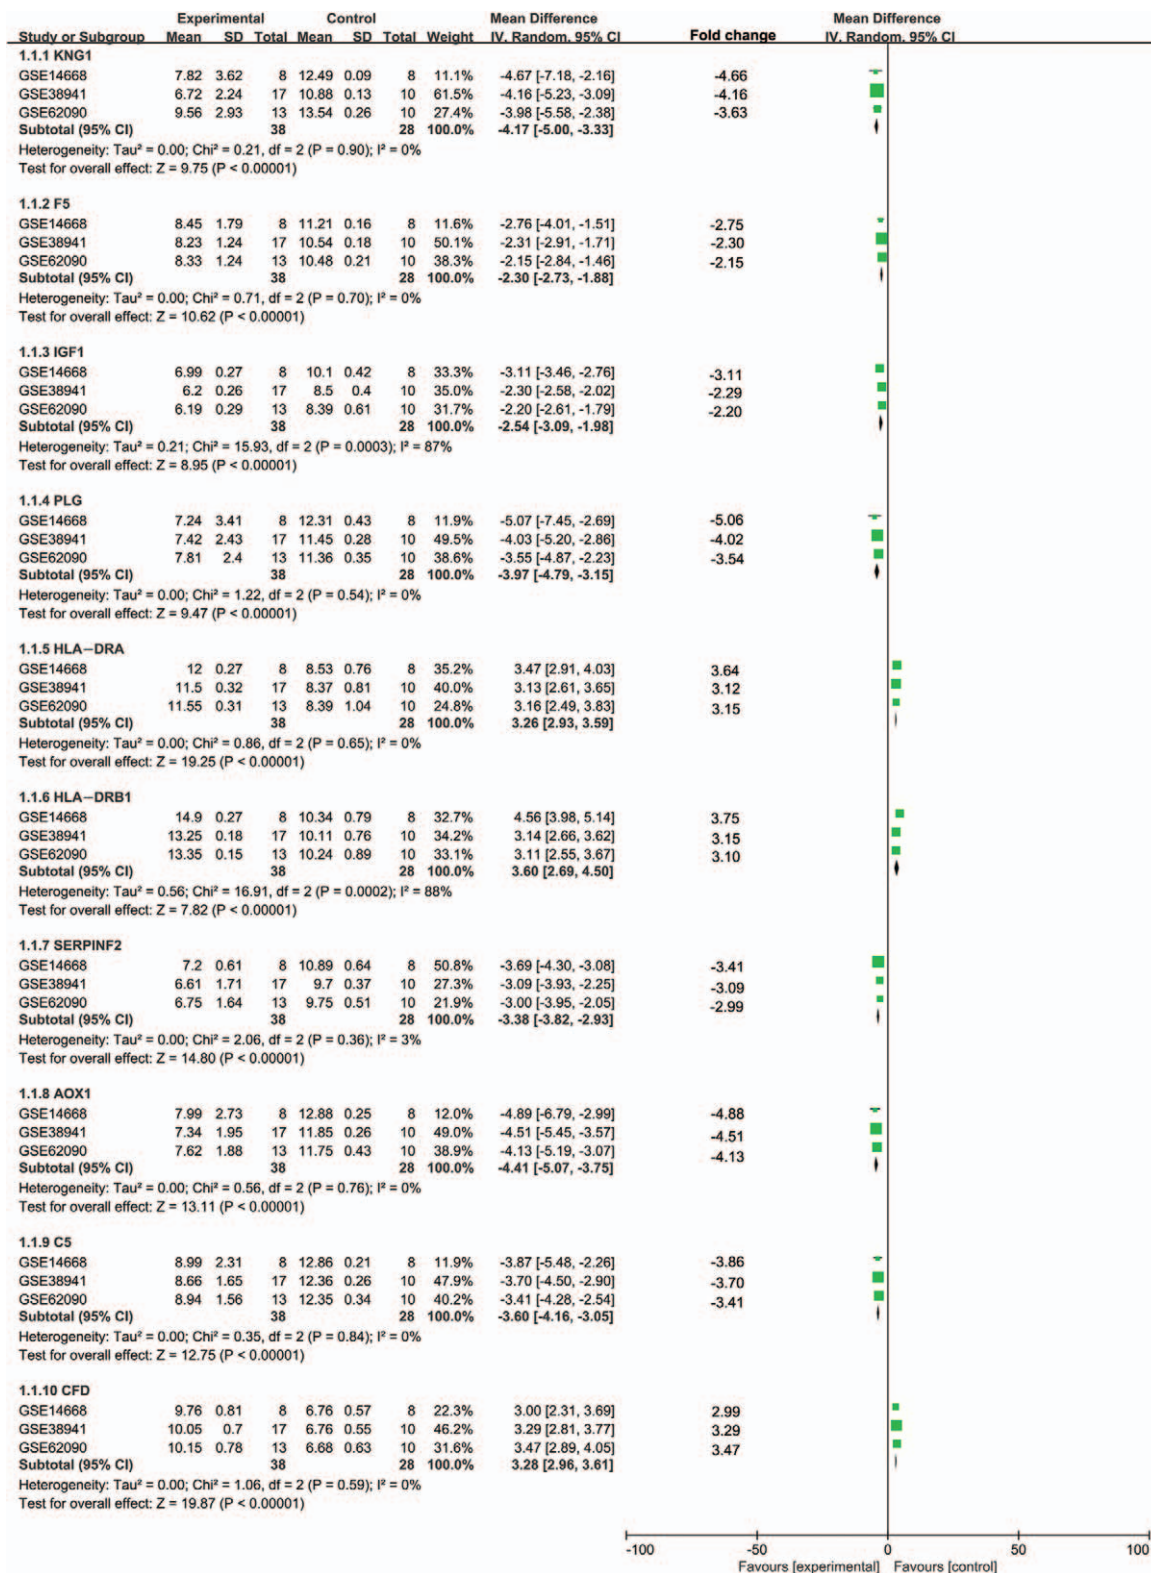 Experimental Control Mean Difference Mean Difference
Study or Subgroup Mean SD Total Mean SD Total Weight IV, Random, 95% CI Fold change IV, Random, 95% CI
1.1.1 KNG1
GSE14668 7.82 3.62 8 12.49 0.09 8 11.1% -4.67 [-7.18, -2.16] -4.66
GSE38941 6.72 2.24 17 10.88 0.13 10 61.5% -4.16 [-5.23, -3.09] -4.16
GSE62090 9.56 2.93 13 13.54 0.26 10 27.4% -3.98 [-5.58, -2.38] -3.63
Subtotal (95% CI) 38 28 100.0% -4.17 [-5.00, -3.33]
Heterogeneity: Tau² = 0.00; Chi² = 0.21, df = 2 (P = 0.90); I² = 0%
Test for overall effect: Z = 9.75 (P < 0.00001)
1.1.2 F5
GSE14668 8.45 1.79 8 11.21 0.16 8 11.6% -2.76 [-4.01, -1.51] -2.75
GSE38941 8.23 1.24 17 10.54 0.18 10 50.1% -2.31 [-2.91, -1.71] -2.30
GSE62090 8.33 1.24 13 10.48 0.21 10 38.3% -2.15 [-2.84, -1.46] -2.15
Subtotal (95% CI) 38 28 100.0% -2.30 [-2.73, -1.88]
Heterogeneity: Tau² = 0.00; Chi² = 0.71, df = 2 (P = 0.70); I² = 0%
Test for overall effect: Z = 10.62 (P < 0.00001)
1.1.3 IGF1
GSE14668 6.99 0.27 8 10.1 0.42 8 33.3% -3.11 [-3.46, -2.76] -3.11
GSE38941 6.2 0.26 17 8.5 0.4 10 35.0% -2.30 [-2.58, -2.02] -2.29
GSE62090 6.19 0.29 13 8.39 0.61 10 31.7% -2.20 [-2.61, -1.79] -2.20
Subtotal (95% CI) 38 28 100.0% -2.54 [-3.09, -1.98]
Heterogeneity: Tau² = 0.21; Chi² = 15.93, df = 2 (P = 0.0003); I² = 87%
Test for overall effect: Z = 8.95 (P < 0.00001)
1.1.4 PLG
GSE14668 7.24 3.41 8 12.31 0.43 8 11.9% -5.07 [-7.45, -2.69] -5.06
GSE38941 7.42 2.43 17 11.45 0.28 10 49.5% -4.03 [-5.20, -2.86] -4.02
GSE62090 7.81 2.4 13 11.36 0.35 10 38.6% -3.55 [-4.87, -2.23] -3.54
Subtotal (95% CI) 38 28 100.0% -3.97 [-4.79, -3.15]
Heterogeneity: Tau² = 0.00; Chi² = 1.22, df = 2 (P = 0.54); I² = 0%
Test for overall effect: Z = 9.47 (P < 0.00001)
1.1.5 HLA−DRA
GSE14668 12 0.27 8 8.53 0.76 8 35.2% 3.47 [2.91, 4.03] 3.64
GSE38941 11.5 0.32 17 8.37 0.81 10 40.0% 3.13 [2.61, 3.65] 3.12
GSE62090 11.55 0.31 13 8.39 1.04 10 24.8% 3.16 [2.49, 3.83] 3.15
Subtotal (95% CI) 38 28 100.0% 3.26 [2.93, 3.59]
Heterogeneity: Tau² = 0.00; Chi² = 0.86, df = 2 (P = 0.65); I² = 0%
Test for overall effect: Z = 19.25 (P < 0.00001)
1.1.6 HLA−DRB1
GSE14668 14.9 0.27 8 10.34 0.79 8 32.7% 4.56 [3.98, 5.14] 3.75
GSE38941 13.25 0.18 17 10.11 0.76 10 34.2% 3.14 [2.66, 3.62] 3.15
GSE62090 13.35 0.15 13 10.24 0.89 10 33.1% 3.11 [2.55, 3.67] 3.10
Subtotal (95% CI) 38 28 100.0% 3.60 [2.69, 4.50]
Heterogeneity: Tau² = 0.56; Chi² = 16.91, df = 2 (P = 0.0002); I² = 88%
Test for overall effect: Z = 7.82 (P < 0.00001)
1.1.7 SERPINF2
GSE14668 7.2 0.61 8 10.89 0.64 8 50.8% -3.69 [-4.30, -3.08] -3.41
GSE38941 6.61 1.71 17 9.7 0.37 10 27.3% -3.09 [-3.93, -2.25] -3.09
GSE62090 6.75 1.64 13 9.75 0.51 10 21.9% -3.00 [-3.95, -2.05] -2.99
Subtotal (95% CI) 38 28 100.0% -3.38 [-3.82, -2.93]
Heterogeneity: Tau² = 0.00; Chi² = 2.06, df = 2 (P = 0.36); I² = 3%
Test for overall effect: Z = 14.80 (P < 0.00001)
1.1.8 AOX1
GSE14668 7.99 2.73 8 12.88 0.25 8 12.0% -4.89 [-6.79, -2.99] -4.88
GSE38941 7.34 1.95 17 11.85 0.26 10 49.0% -4.51 [-5.45, -3.57] -4.51
GSE62090 7.62 1.88 13 11.75 0.43 10 38.9% -4.13 [-5.19, -3.07] -4.13
Subtotal (95% CI) 38 28 100.0% -4.41 [-5.07, -3.75]
Heterogeneity: Tau² = 0.00; Chi² = 0.56, df = 2 (P = 0.76); I² = 0%
Test for overall effect: Z = 13.11 (P < 0.00001)
1.1.9 C5
GSE14668 8.99 2.31 8 12.86 0.21 8 11.9% -3.87 [-5.48, -2.26] -3.86
GSE38941 8.66 1.65 17 12.36 0.26 10 47.9% -3.70 [-4.50, -2.90] -3.70
GSE62090 8.94 1.56 13 12.35 0.34 10 40.2% -3.41 [-4.28, -2.54] -3.41
Subtotal (95% CI) 38 28 100.0% -3.60 [-4.16, -3.05]
Heterogeneity: Tau² = 0.00; Chi² = 0.35, df = 2 (P = 0.84); I² = 0%
Test for overall effect: Z = 12.75 (P < 0.00001)
1.1.10 CFD
GSE14668 9.76 0.81 8 6.76 0.57 8 22.3% 3.00 [2.31, 3.69] 2.99
GSE38941 10.05 0.7 17 6.76 0.55 10 46.2% 3.29 [2.81, 3.77] 3.29
GSE62090 10.15 0.78 13 6.68 0.63 10 31.6% 3.47 [2.89, 4.05] 3.47
Subtotal (95% CI) 38 28 100.0% 3.28 [2.96, 3.61]
Heterogeneity: Tau² = 0.00; Chi² = 1.06, df = 2 (P = 0.59); I² = 0%
Test for overall effect: Z = 19.87 (P < 0.00001)
-100 -50 0 50 100
Favours [experimental] Favours [control]